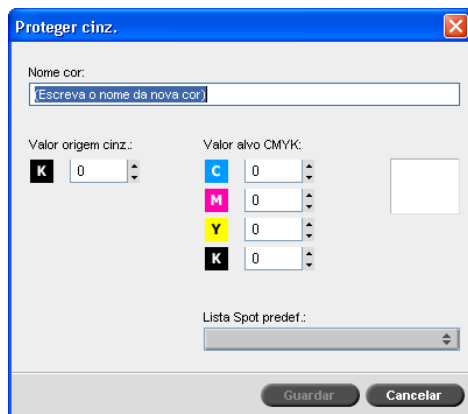 Proteger cinz.
Nome cor:
(Escreva o nome da nova cor)
Valor origem cinz.: Valor alvo CMYK:
K 0 C 0
M 0
Y 0
K 0
Lista Spot predef.:
Guardar Cancelar